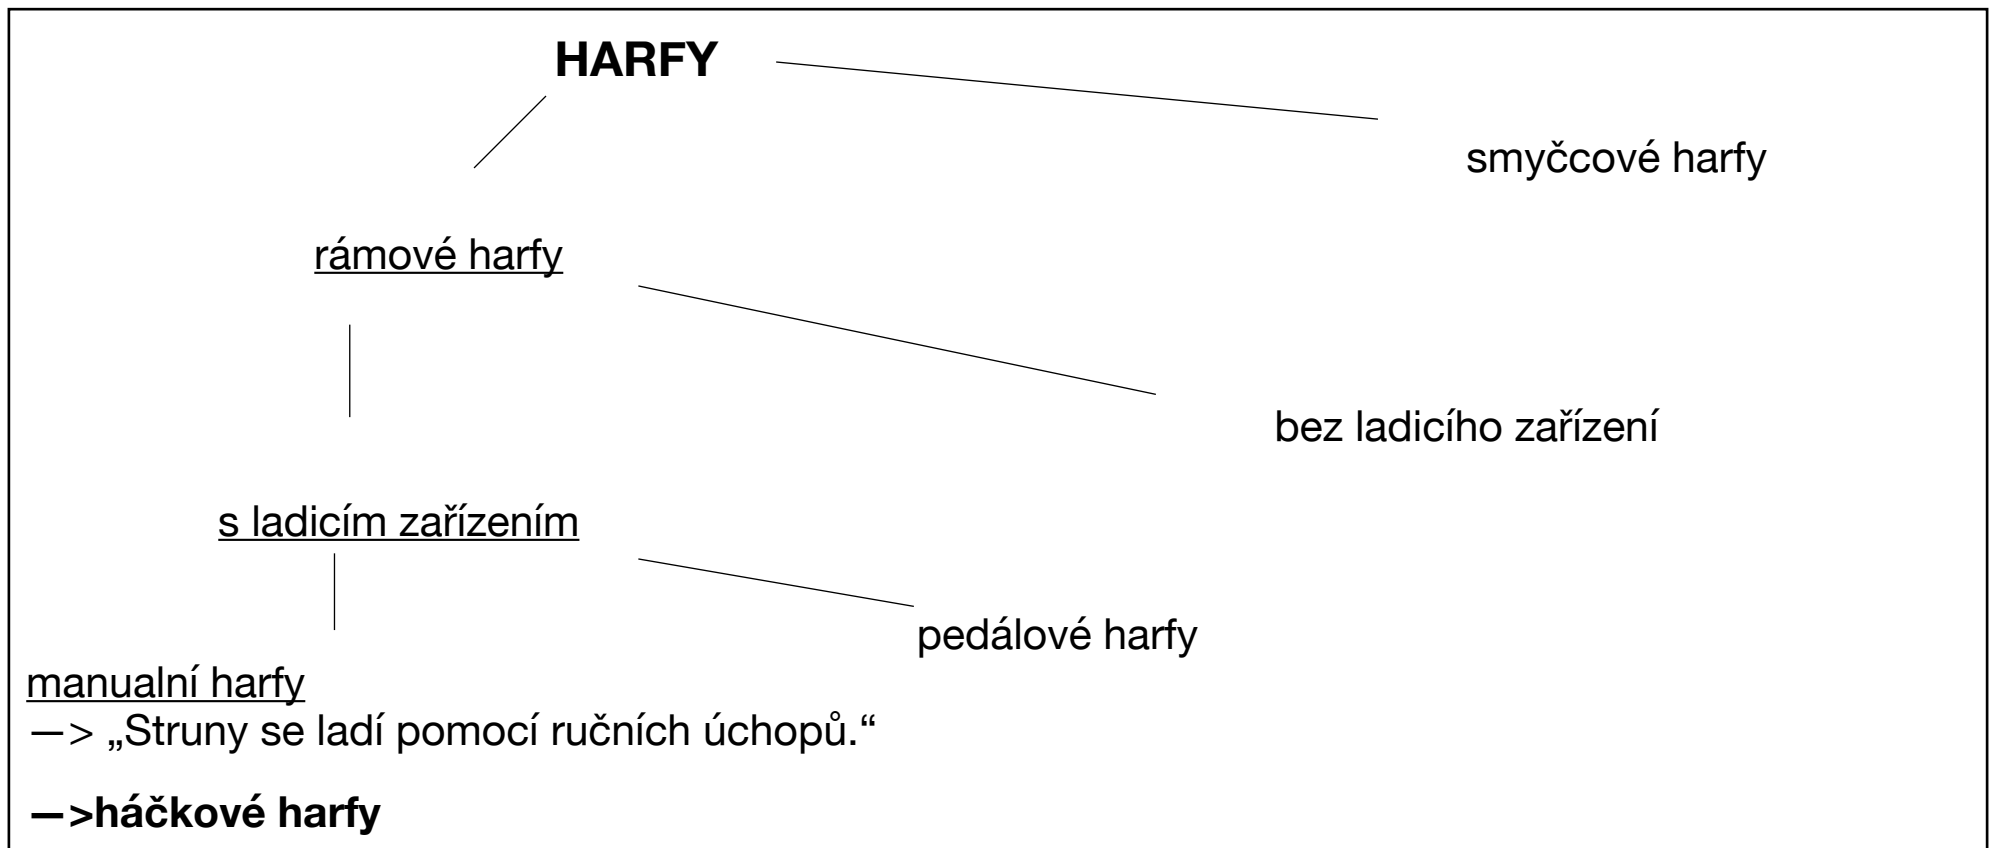 HARFY
smyčcové harfy
rámové harfy
bez ladicího zařízení
s ladicím zařízením
pedálové harfy
manualní harfy
—> „Struny se ladí pomocí ručních úchopů.“
—>háčkové harfy